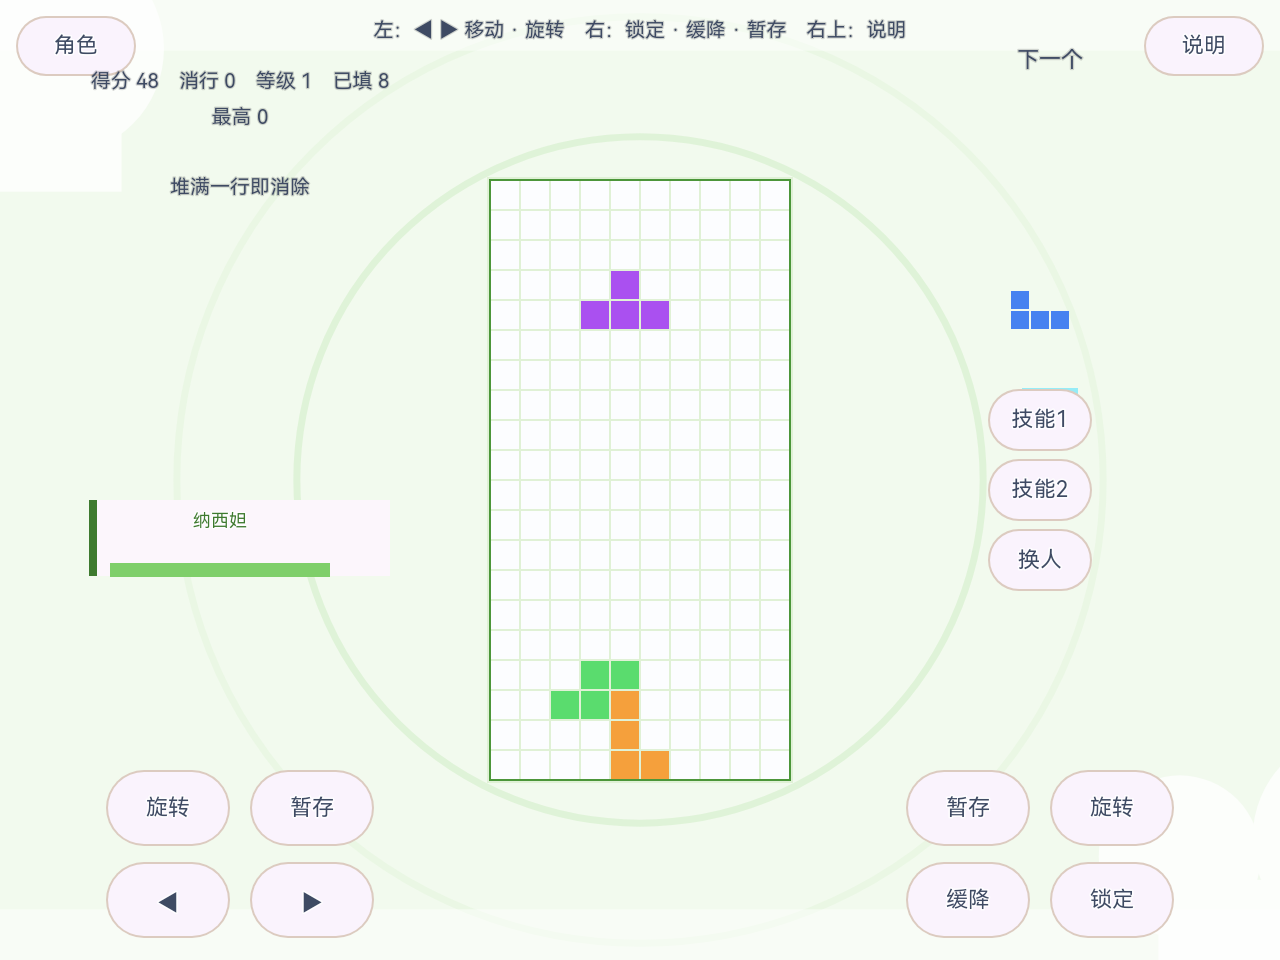 角色
左: ◀ ▶ 移动 · 旋转 右: 锁定 · 缓降 · 暂存 右上: 说明
说明
下一个
得分 48 消行 0 等级 1 已填 8
最高 0
堆满一行即消除
技能1
技能2
换人
纳西妲
旋转
暂存
◀
▶
暂存
旋转
缓降
锁定